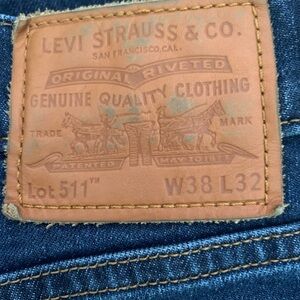 LEVI STRAUSS & CO.
SAN FRANCISCO, CAL.
ORIGINAL RIVETED
GENUINE QUALITY CLOTHING
TRADE MARK
PATENTED MAY 20 1873
Lot 511™ W38 L32